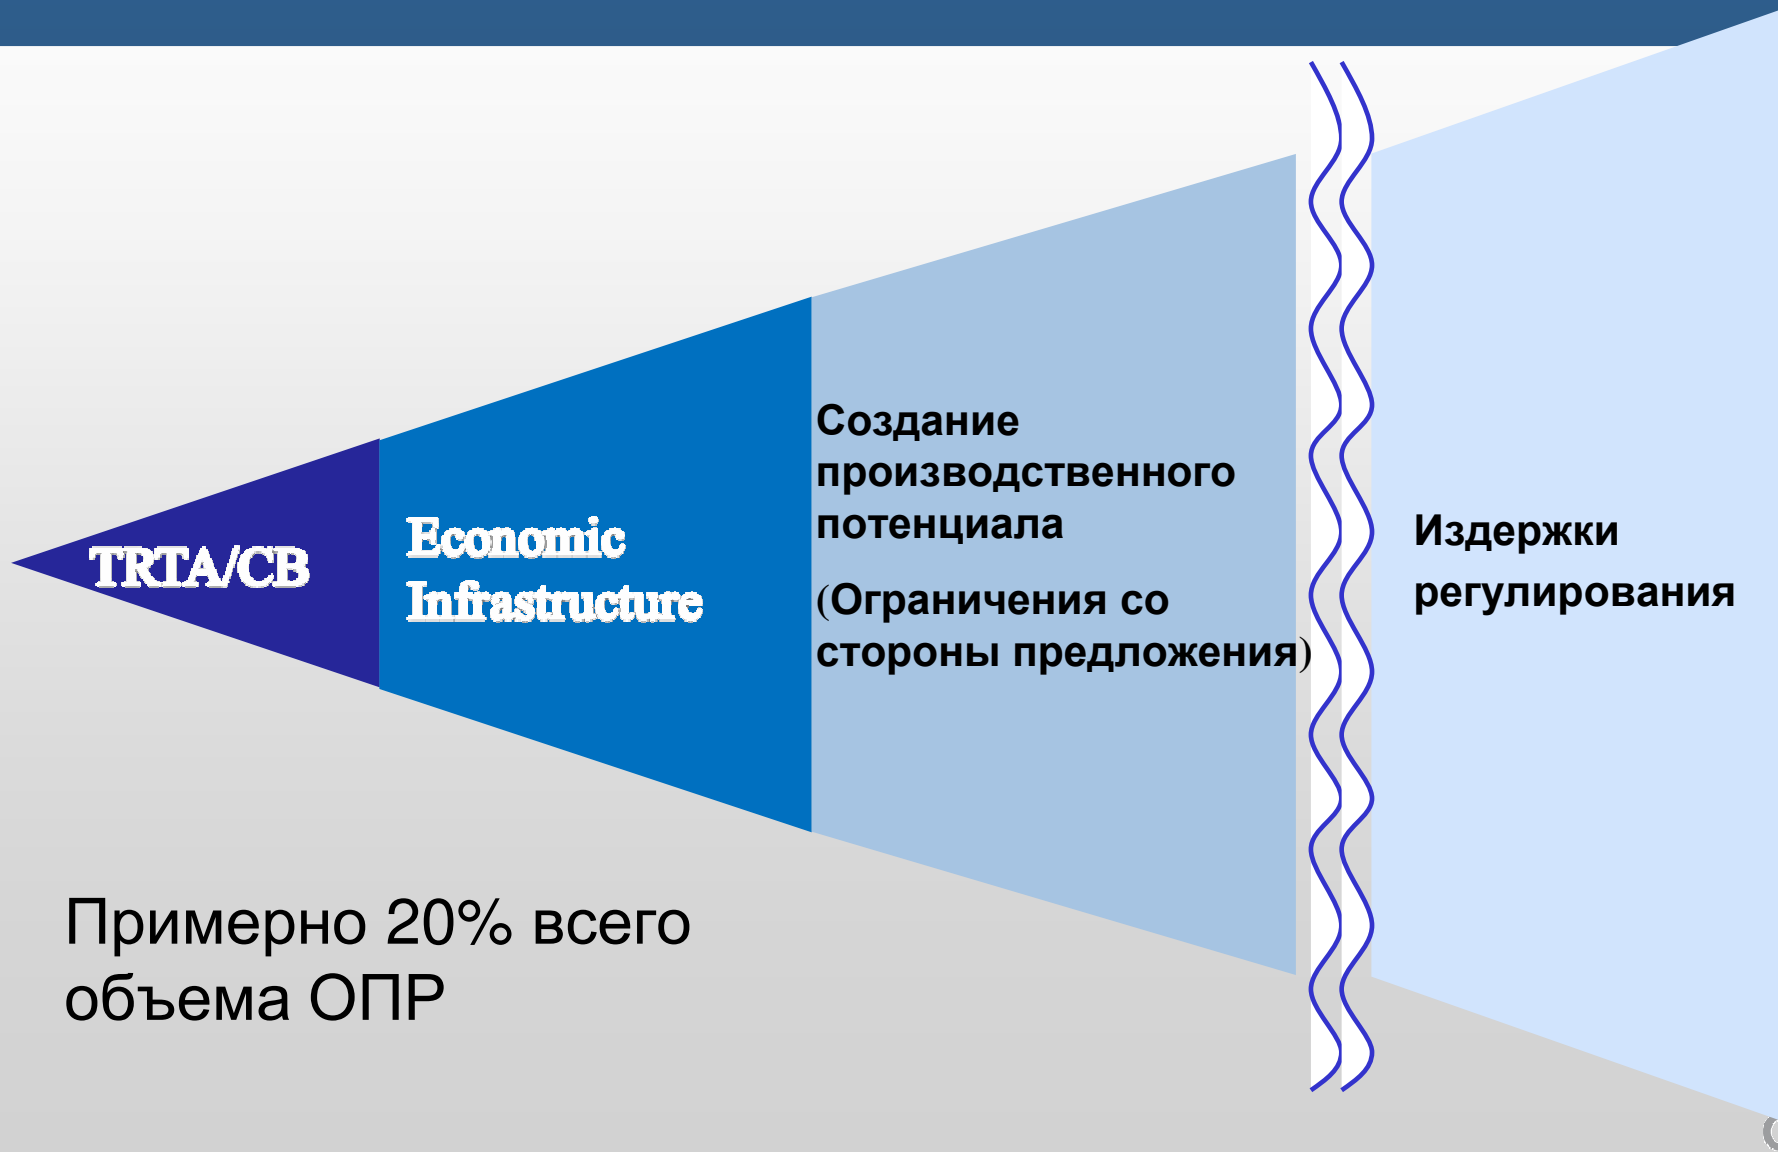 TRTA/CB
Economic
Infrastructure
Создание
производственного
потенциала
(Ограничения со
стороны предложения)
Издержки
регулирования
Примерно 20% всего
объема ОПР